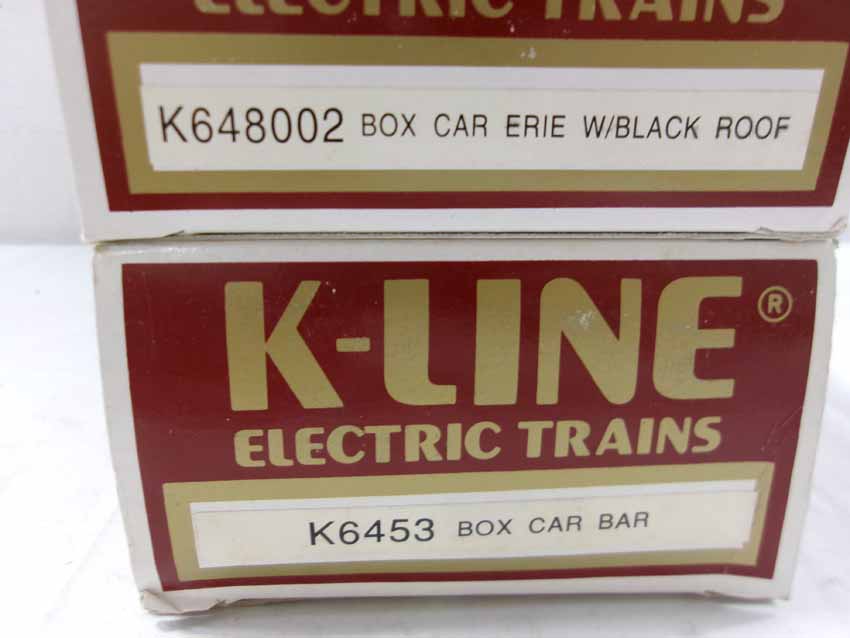 ELECTRIC TRAINS
K648002 BOX CAR ERIE W/BLACK ROOF
K-LINE®
ELECTRIC TRAINS
K6453 BOX CAR BAR